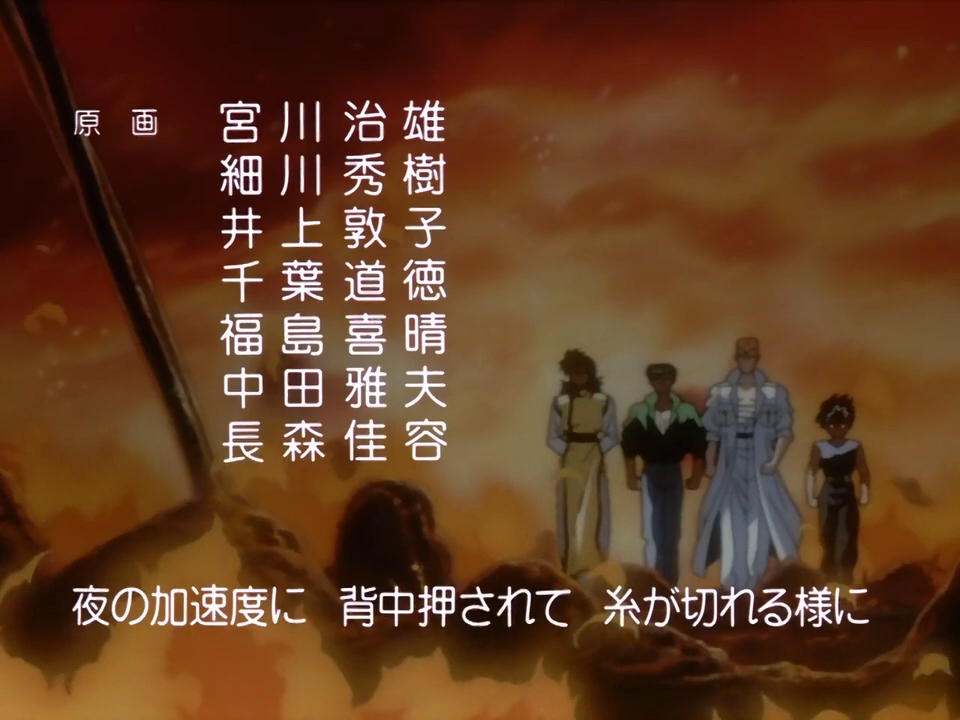 原画 宮川治雄
細川秀樹
井上敦子
千葉道徳
福島喜晴
中田雅夫
長森佳容
夜の加速度に 背中押されて 糸が切れる様に